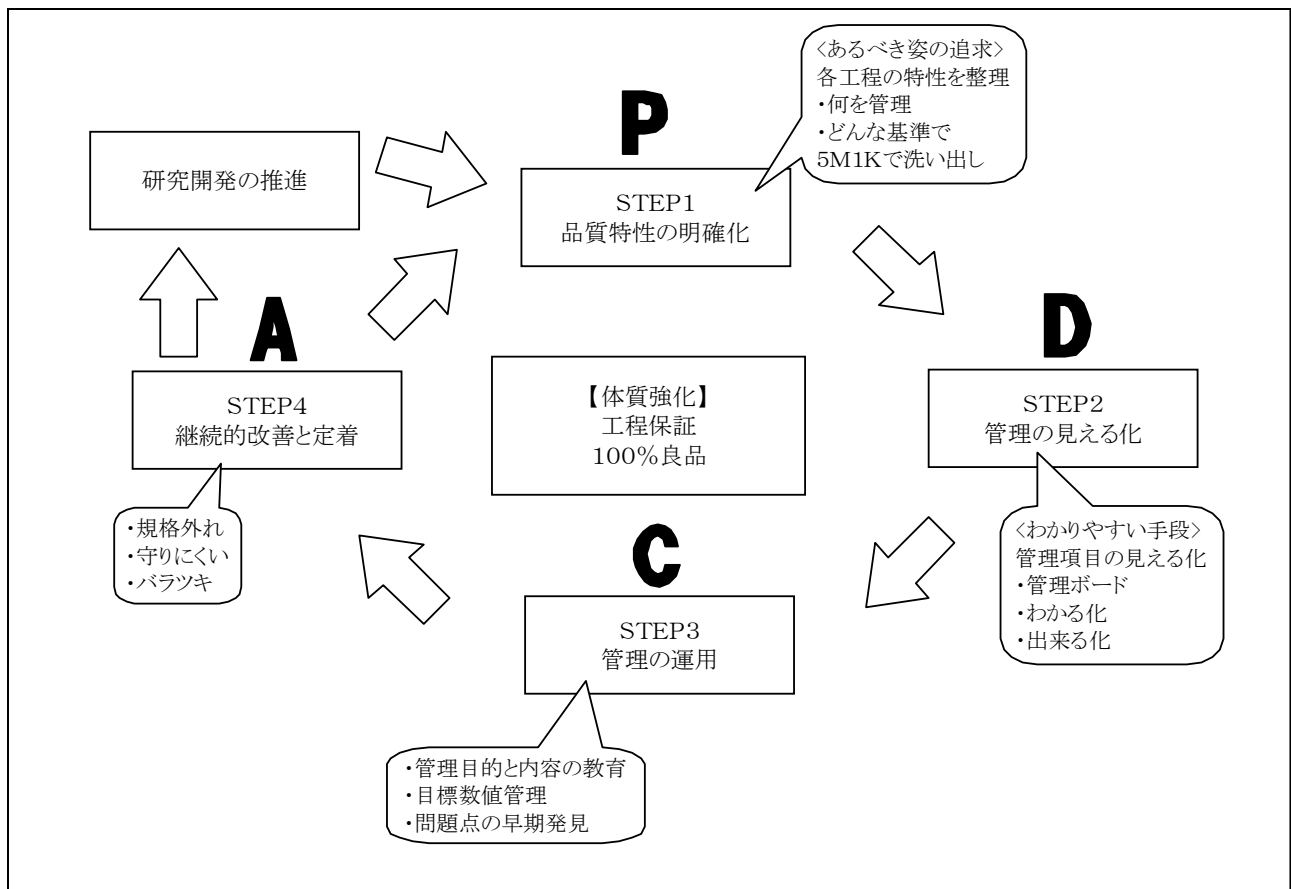 P
〈あるべき姿の追求〉
各工程の特性を整理
・何を管理
・どんな基準で
5M1Kで洗い出し
研究開発の推進
STEP1
品質特性の明確化
A
D
STEP4
継続的改善と定着
【体質強化】
工程保証
100％良品
STEP2
管理の見える化
・規格外れ
・守りにくい
・バラツキ
C
〈わかりやすい手段〉
管理項目の見える化
・管理ボード
・わかる化
・出来る化
STEP3
管理の運用
・管理目的と内容の教育
・目標数値管理
・問題点の早期発見